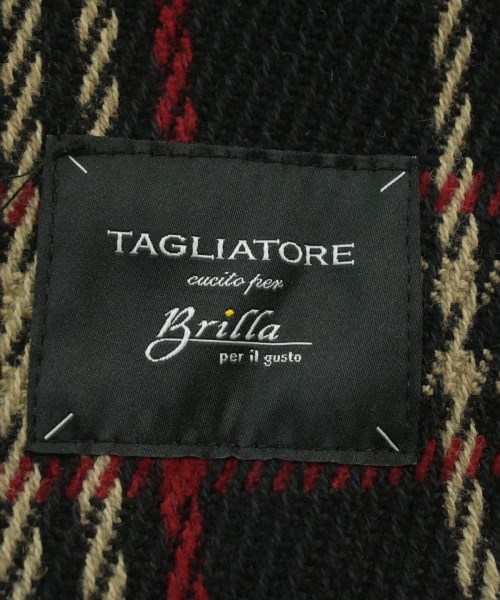 TAGLIATORE
cucito per
Brilla
per il gusto